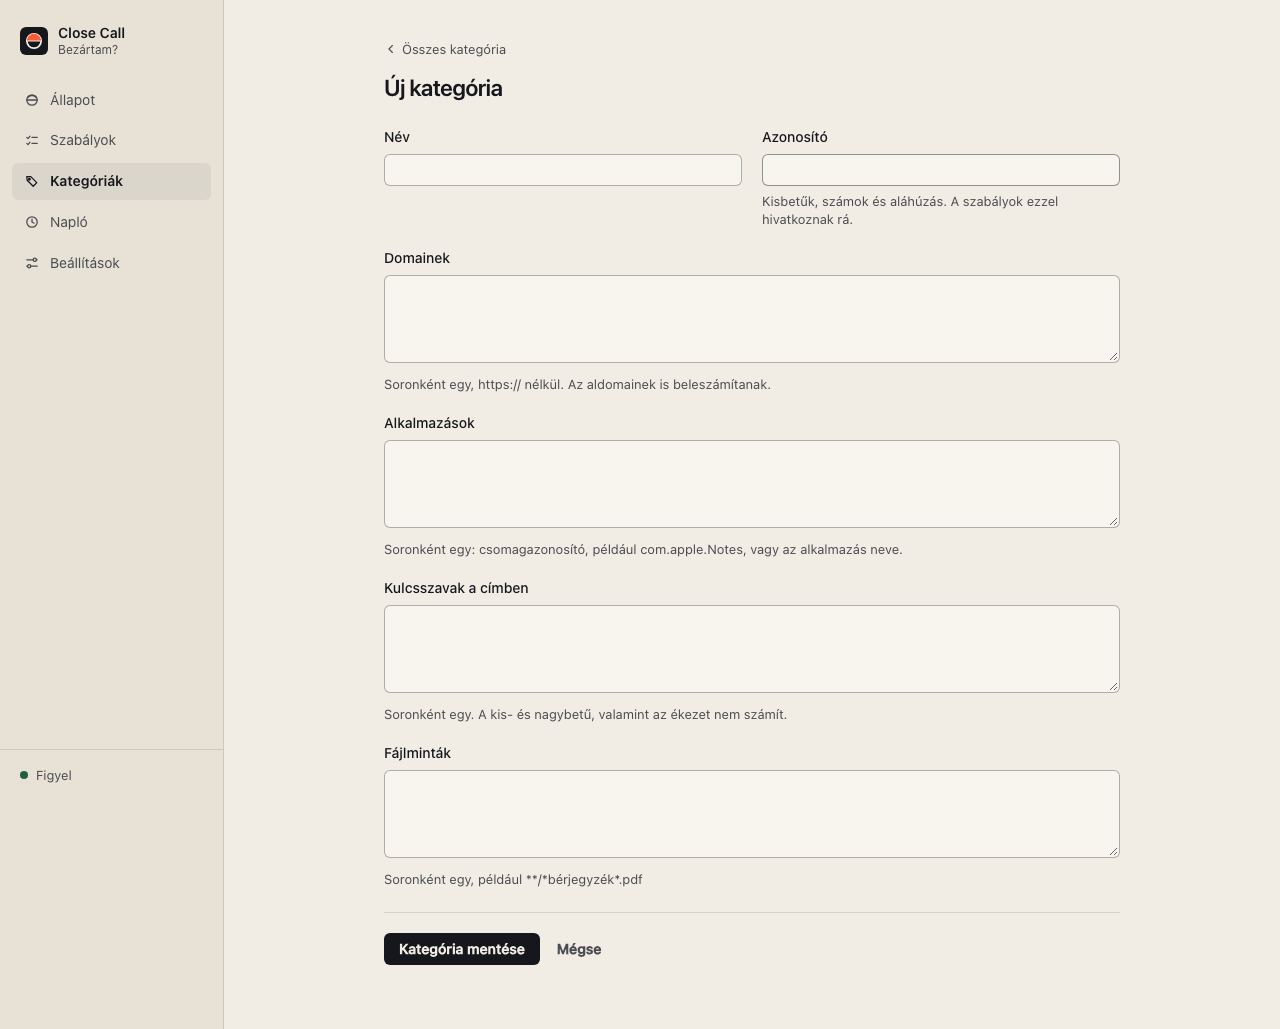 Close Call
Bezártam?
Állapot
Szabályok
Kategóriák
Napló
Beállítások
Figyel
Összes kategória
Új kategória
Név
Azonosító
Kisbetűk, számok és aláhúzás. A szabályok ezzel
hivatkoznak rá.
Domainek
Soronként egy, https:// nélkül. Az aldomainek is beleszámítanak.
Alkalmazások
Soronként egy: csomagazonosító, például com.apple.Notes, vagy az alkalmazás neve.
Kulcsszavak a címben
Soronként egy. A kis- és nagybetű, valamint az ékezet nem számít.
Fájlminták
Soronként egy, például **/*bérjegyzék*.pdf
Kategória mentése
Mégse